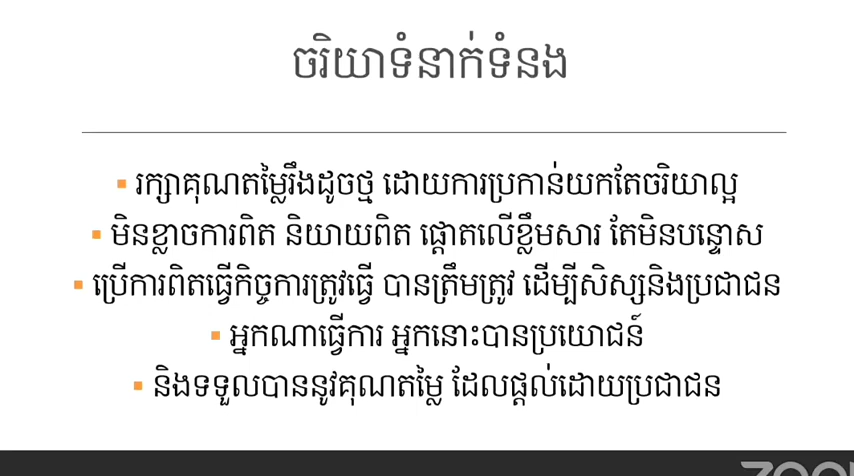 ចរិយាទំនាក់ទំនង
▪ រក្សាគុណតម្លៃរឹងដូចថ្ម ដោយការប្រកាន់យកតែចរិយាល្អ
▪ មិនខ្លាចការពិត និយាយពិត ផ្តោតលើខ្លឹមសារ តែមិនបន្ទោស
▪ ប្រើការពិតធ្វើកិច្ចការត្រូវធ្វើ បានត្រឹមត្រូវ ដើម្បីសិស្សនិងប្រជាជន
▪ អ្នកណាធ្វើការ អ្នកនោះបានប្រយោជន៍
▪ និងទទួលបាននូវគុណតម្លៃ ដែលផ្តល់ដោយប្រជាជន
zoom